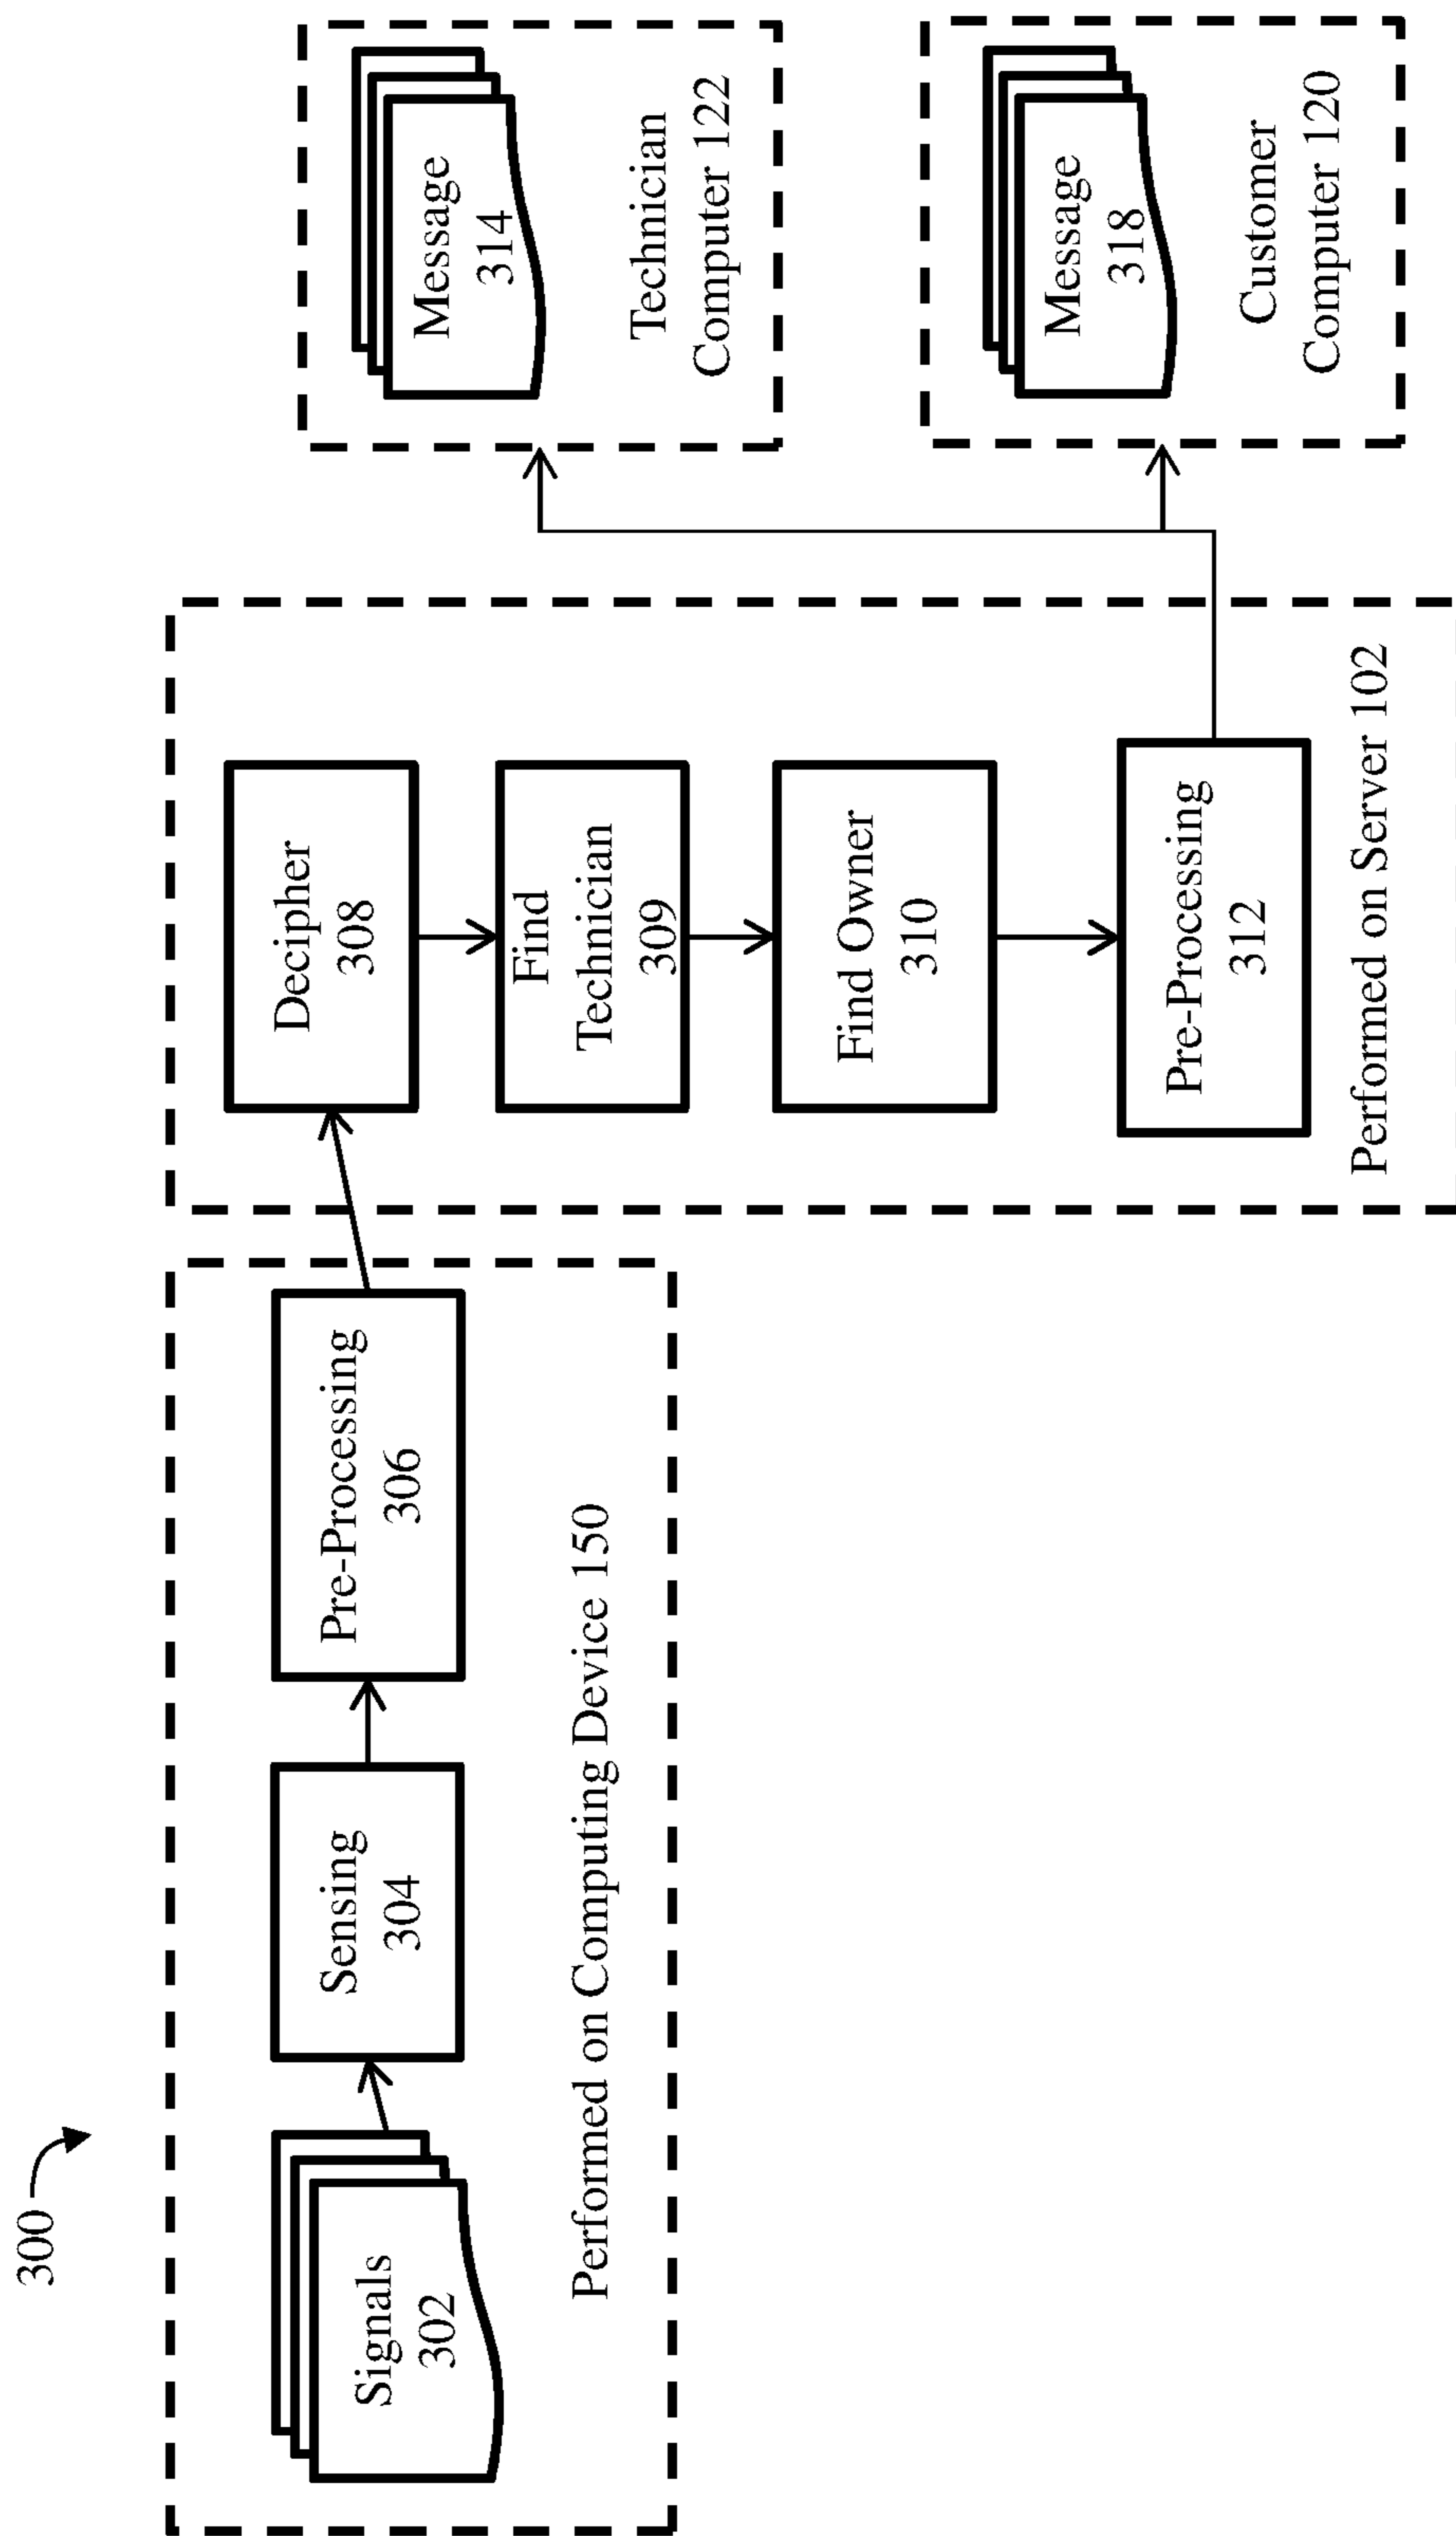 300
Signals
302
Sensing
304
Pre-Processing
306
Performed on Computing Device 150
Decipher
308
Find
Technician
309
Find Owner
310
Pre-Processing
312
Performed on Server 102
Message
314
Technician
Computer 122
Message
318
Customer
Computer 120